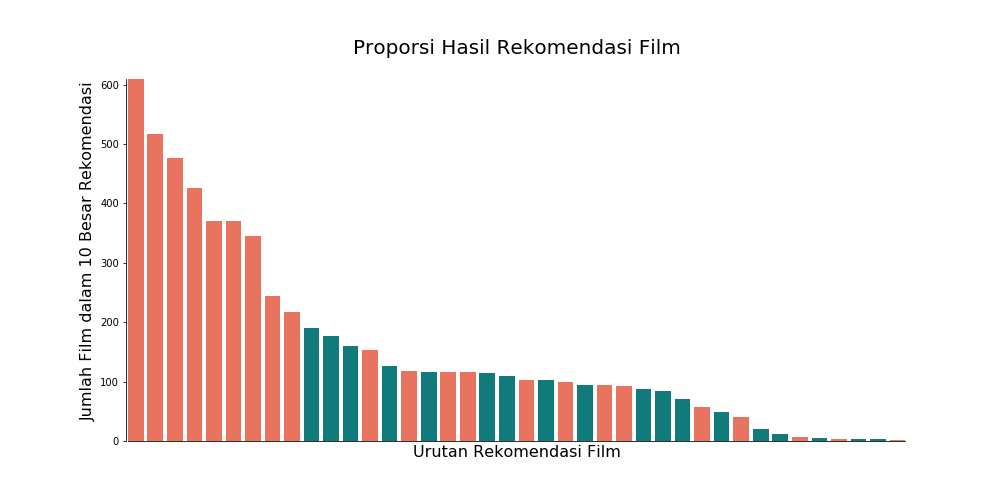 Proporsi Hasil Rekomendasi Film
Jumlah Film dalam 10 Besar Rekomendasi
600
500
400
300
200
100
0
Urutan Rekomendasi Film